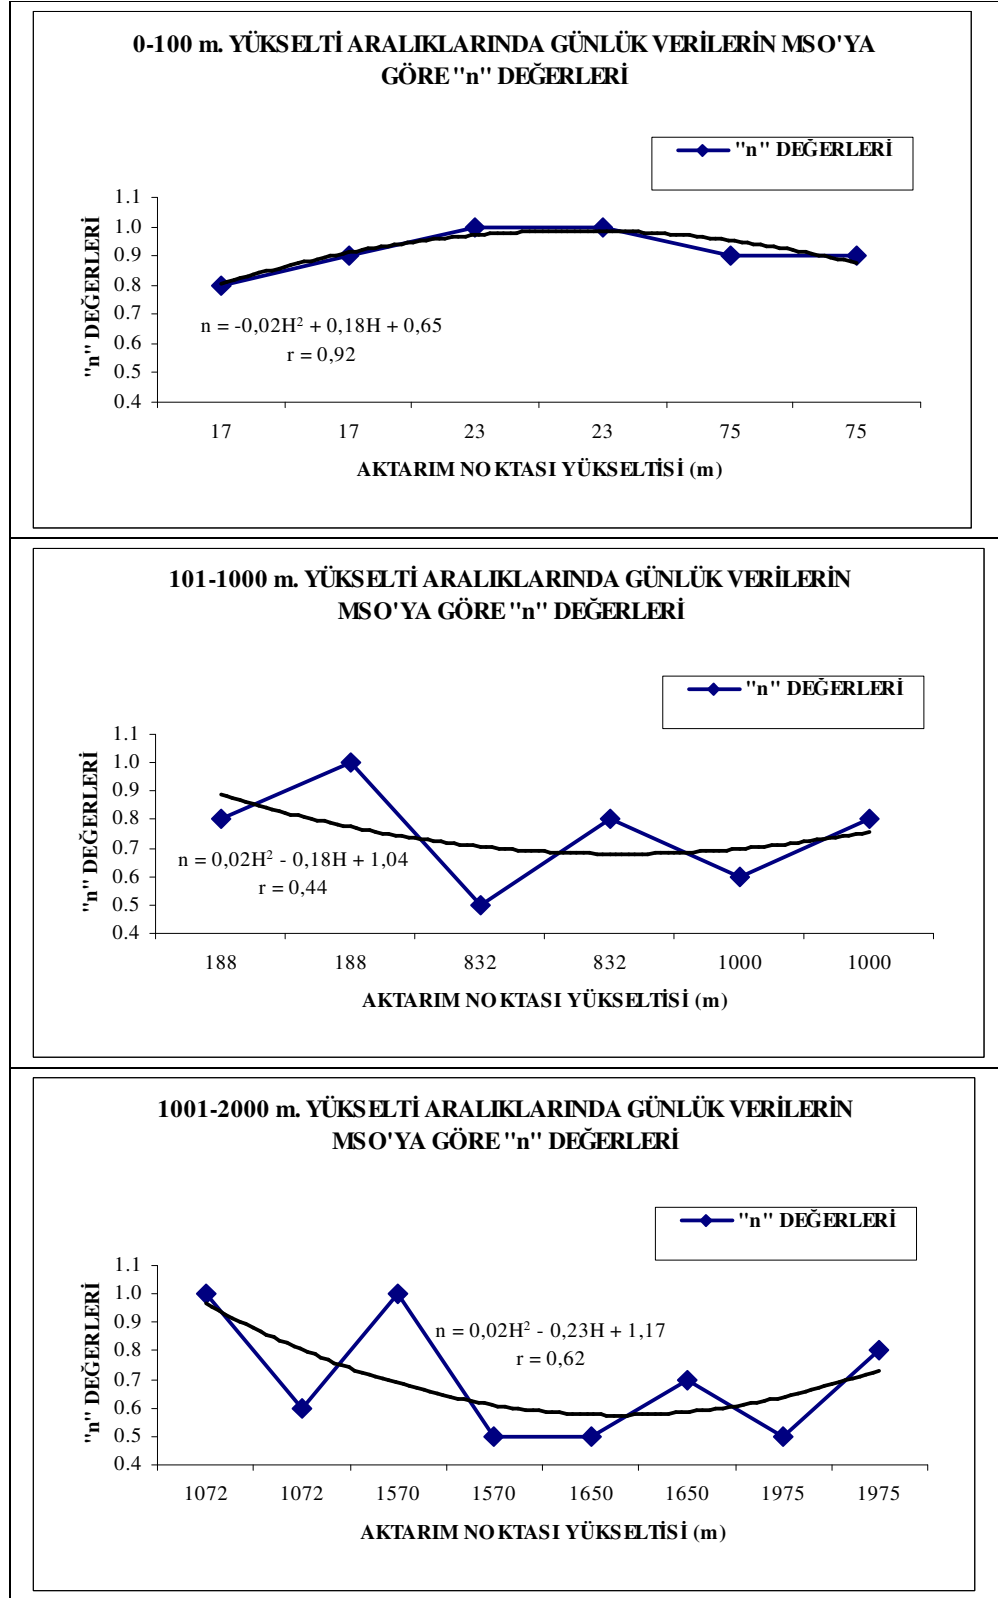 0-100 m. YÜKSELTİ ARALIKLARINDA GÜNLÜK VERİLERİN MSO'YA
GÖRE "n" DEĞERLERİ
"n" DEĞERLERİ
1.1
1.0
0.9
0.8
0.7
0.6
0.5
0.4
"n" DEĞERLERİ
n = -0,02H² + 0,18H + 0,65
r = 0,92
17 17 23 23 75 75
AKTARIM NOKTASI YÜKSELTİSİ (m)
101-1000 m. YÜKSELTİ ARALIKLARINDA GÜNLÜK VERİLERİN
MSO'YA GÖRE "n" DEĞERLERİ
"n" DEĞERLERİ
1.1
1.0
0.9
0.8
0.7
0.6
0.5
0.4
"n" DEĞERLERİ
n = 0,02H² - 0,18H + 1,04
r = 0,44
188 188 832 832 1000 1000
AKTARIM NOKTASI YÜKSELTİSİ (m)
1001-2000 m. YÜKSELTİ ARALIKLARINDA GÜNLÜK VERİLERİN
MSO'YA GÖRE "n" DEĞERLERİ
"n" DEĞERLERİ
1.1
1.0
0.9
0.8
0.7
0.6
0.5
0.4
"n" DEĞERLERİ
n = 0,02H² - 0,23H + 1,17
r = 0,62
1072 1072 1570 1570 1650 1650 1975 1975
AKTARIM NOKTASI YÜKSELTİSİ (m)